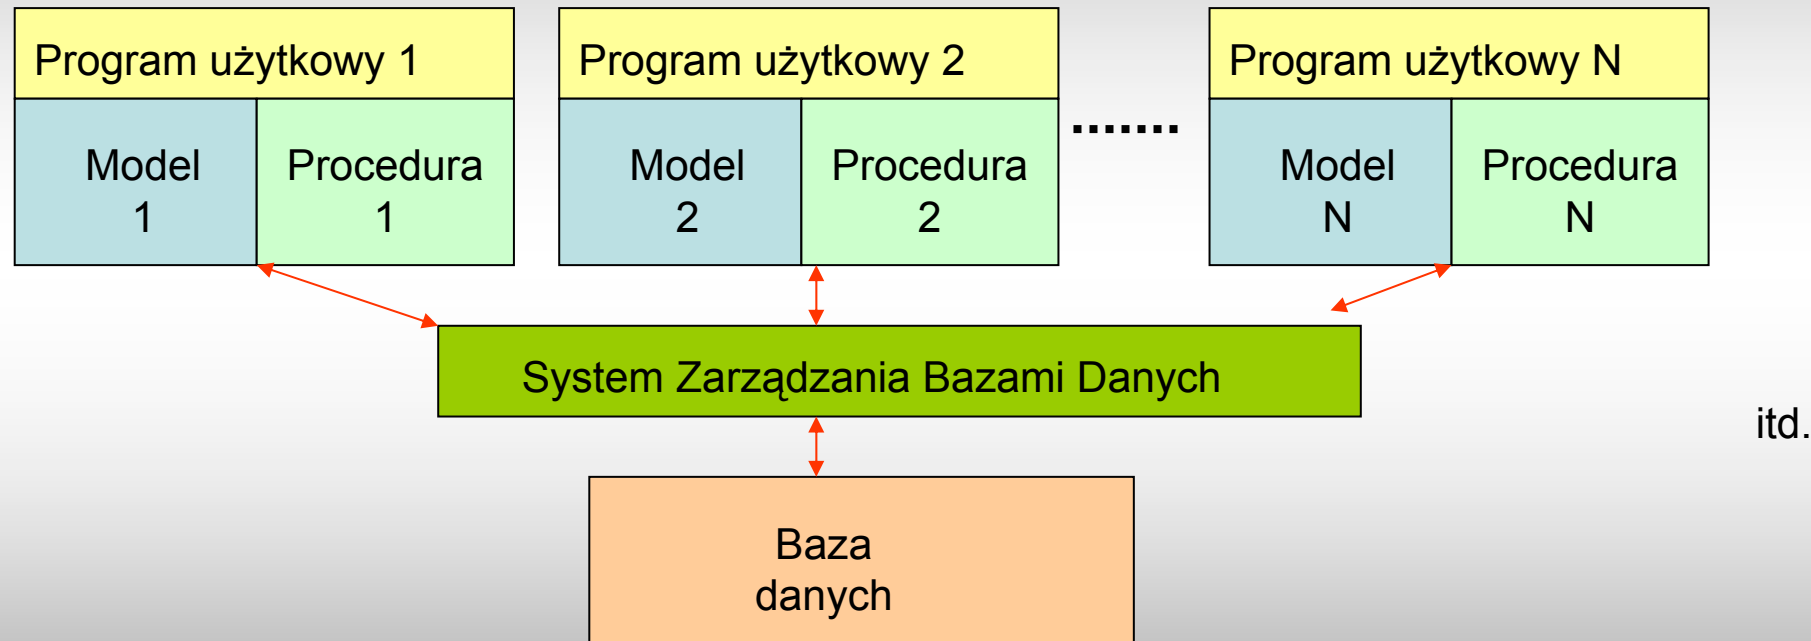 Program użytkowy 1
Model
1
Procedura
1
Program użytkowy 2
Model
2
Procedura
2
.......
Program użytkowy N
Model
N
Procedura
N
System Zarządzania Bazami Danych
itd.
Baza
danych